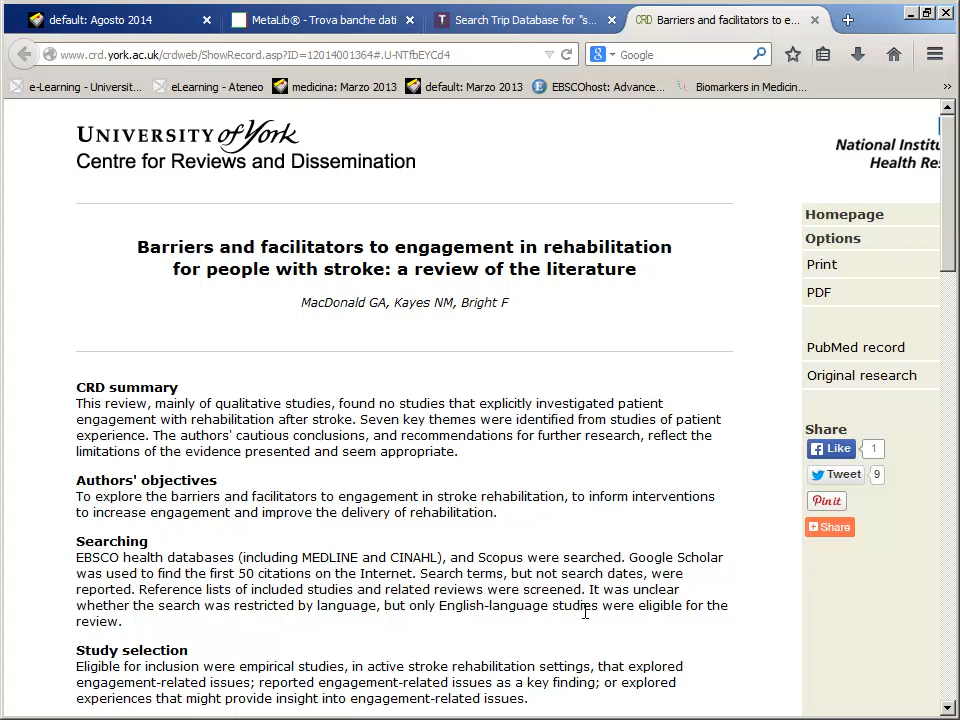 default: Agosto 2014
MetaLib® - Trova banche dati
Search Trip Database for "s...
CRD Barriers and facilitators to e...
www.crd.york.ac.uk/crdweb/ShowRecord.asp?ID=12014001364#.U-NTfbEYCd4
Google
e-Learning - Universit...
eLearning - Ateneo
medicina: Marzo 2013
default: Marzo 2013
EBSCOhost: Advance...
Biomarkers in Medicin...
UNIVERSITY of York
Centre for Reviews and Dissemination
National Institu
Health Re
Barriers and facilitators to engagement in rehabilitation
for people with stroke: a review of the literature
MacDonald GA, Kayes NM, Bright F
CRD summary
This review, mainly of qualitative studies, found no studies that explicitly investigated patient
engagement with rehabilitation after stroke. Seven key themes were identified from studies of patient
experience. The authors' cautious conclusions, and recommendations for further research, reflect the
limitations of the evidence presented and seem appropriate.
Authors' objectives
To explore the barriers and facilitators to engagement in stroke rehabilitation, to inform interventions
to increase engagement and improve the delivery of rehabilitation.
Searching
EBSCO health databases (including MEDLINE and CINAHL), and Scopus were searched. Google Scholar
was used to find the first 50 citations on the Internet. Search terms, but not search dates, were
reported. Reference lists of included studies and related reviews were screened. It was unclear
whether the search was restricted by language, but only English-language studies were eligible for the
review.
Study selection
Eligible for inclusion were empirical studies, in active stroke rehabilitation settings, that explored
engagement-related issues; reported engagement-related issues as a key finding; or explored
experiences that might provide insight into engagement-related issues.
Homepage
Options
Print
PDF
PubMed record
Original research
Share
Like 1
Tweet 9
Pin it
Share